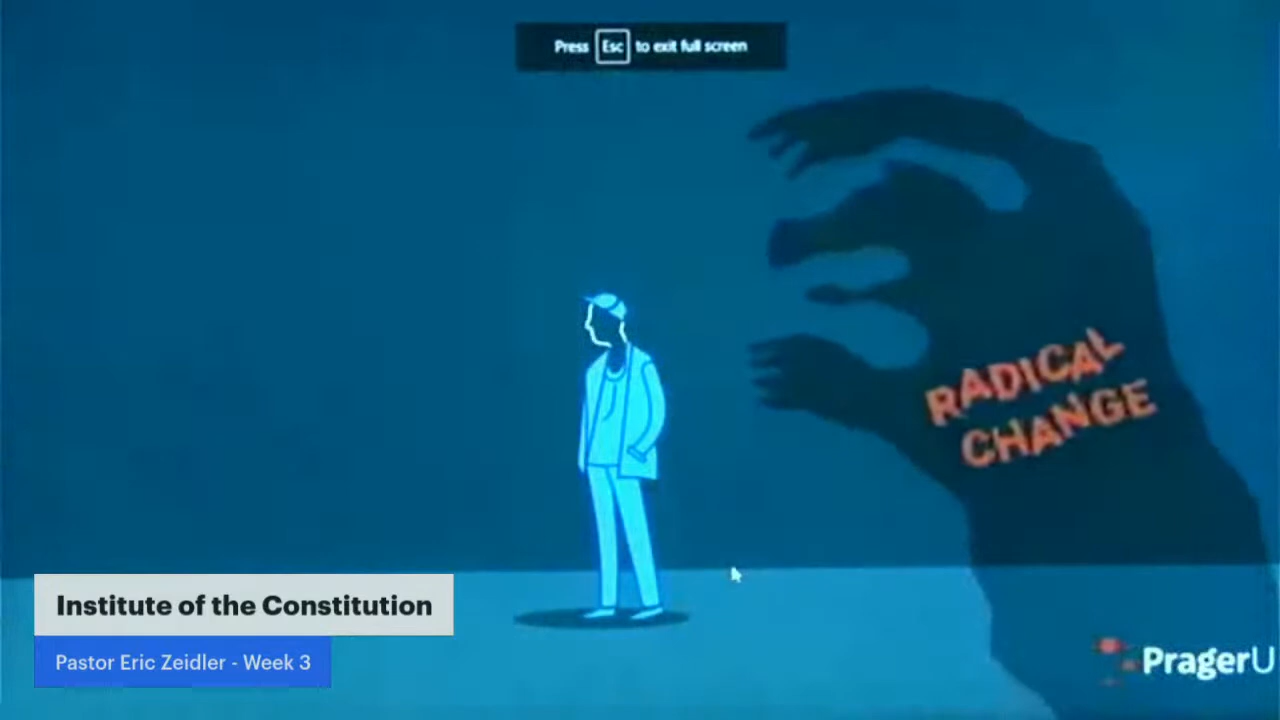 Press Esc to exit full screen
RADICAL
CHANGE
Institute of the Constitution
Pastor Eric Zeidler - Week 3
PragerU